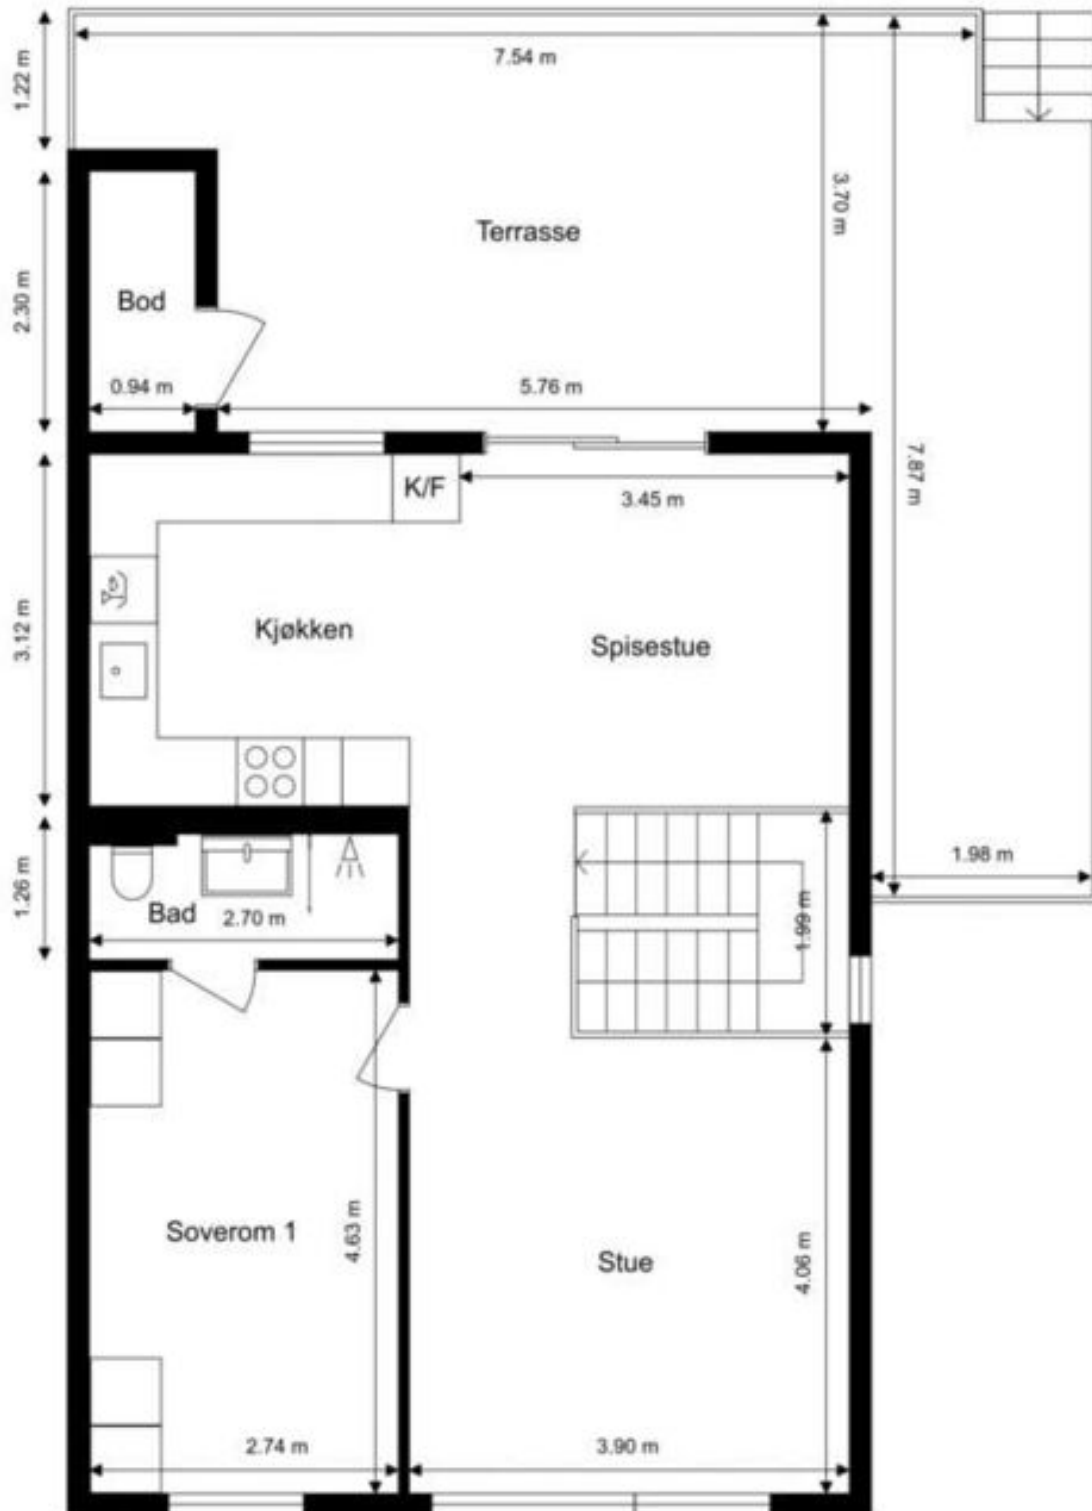 7.54 m
1.22 m
3.70 m
Terrasse
Bod
2.30 m
0.94 m
5.76 m
7.87 m
K/F
3.45 m
Kjøkken
3.12 m
Spisestue
1.98 m
1.26 m
Bad
2.70 m
1.99 m
Soverom 1
4.63 m
Stue
4.06 m
2.74 m
3.90 m